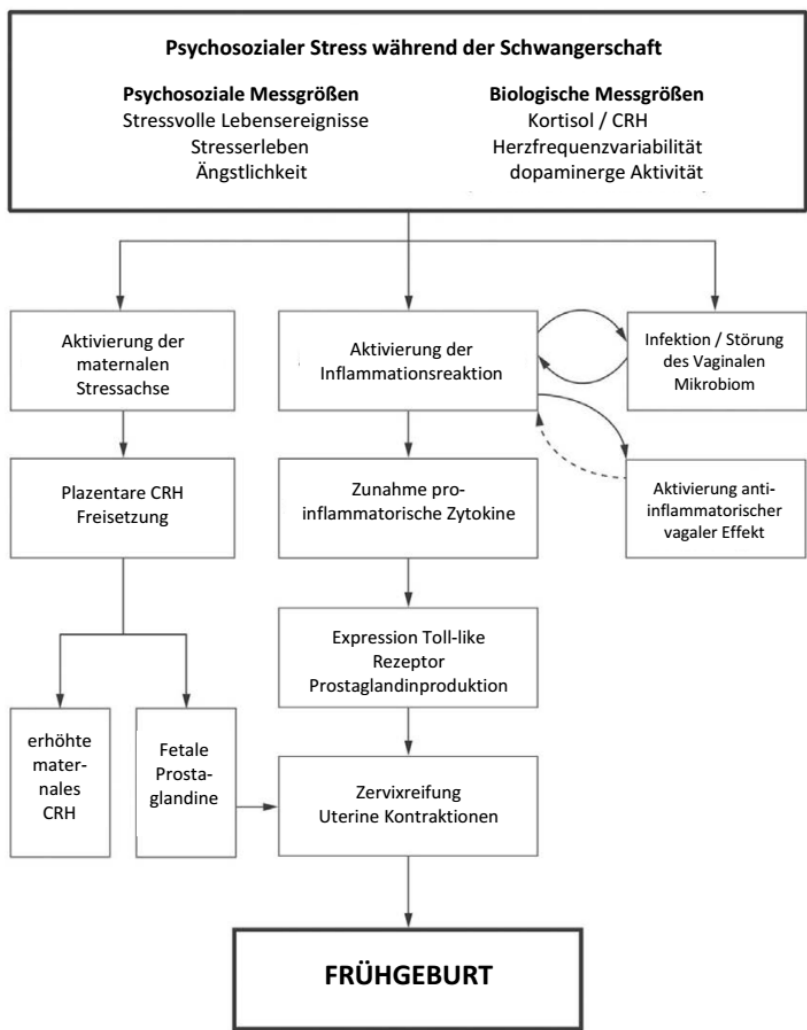 Psychosozialer Stress während der Schwangerschaft
Psychosoziale Messgrößen
Stressvolle Lebensereignisse
Stresserleben
Ängstlichkeit
Biologische Messgrößen
Kortisol / CRH
Herzfrequenzvariabilität
dopaminerge Aktivität
Aktivierung der
maternalen
Stressachse
Aktivierung der
Inflammationsreaktion
Infektion / Störung
des Vaginalen
Mikrobiom
Plazentare CRH
Freisetzung
Zunahme pro-
inflammatorische Zytokine
Aktivierung anti-
inflammatorischer
vagaler Effekt
Expression Toll-like
Rezeptor
Prostaglandinproduktion
erhöhte
mater-
nales
CRH
Fetale
Prosta-
glandine
Zervixreifung
Uterine Kontraktionen
FRÜHGEBURT